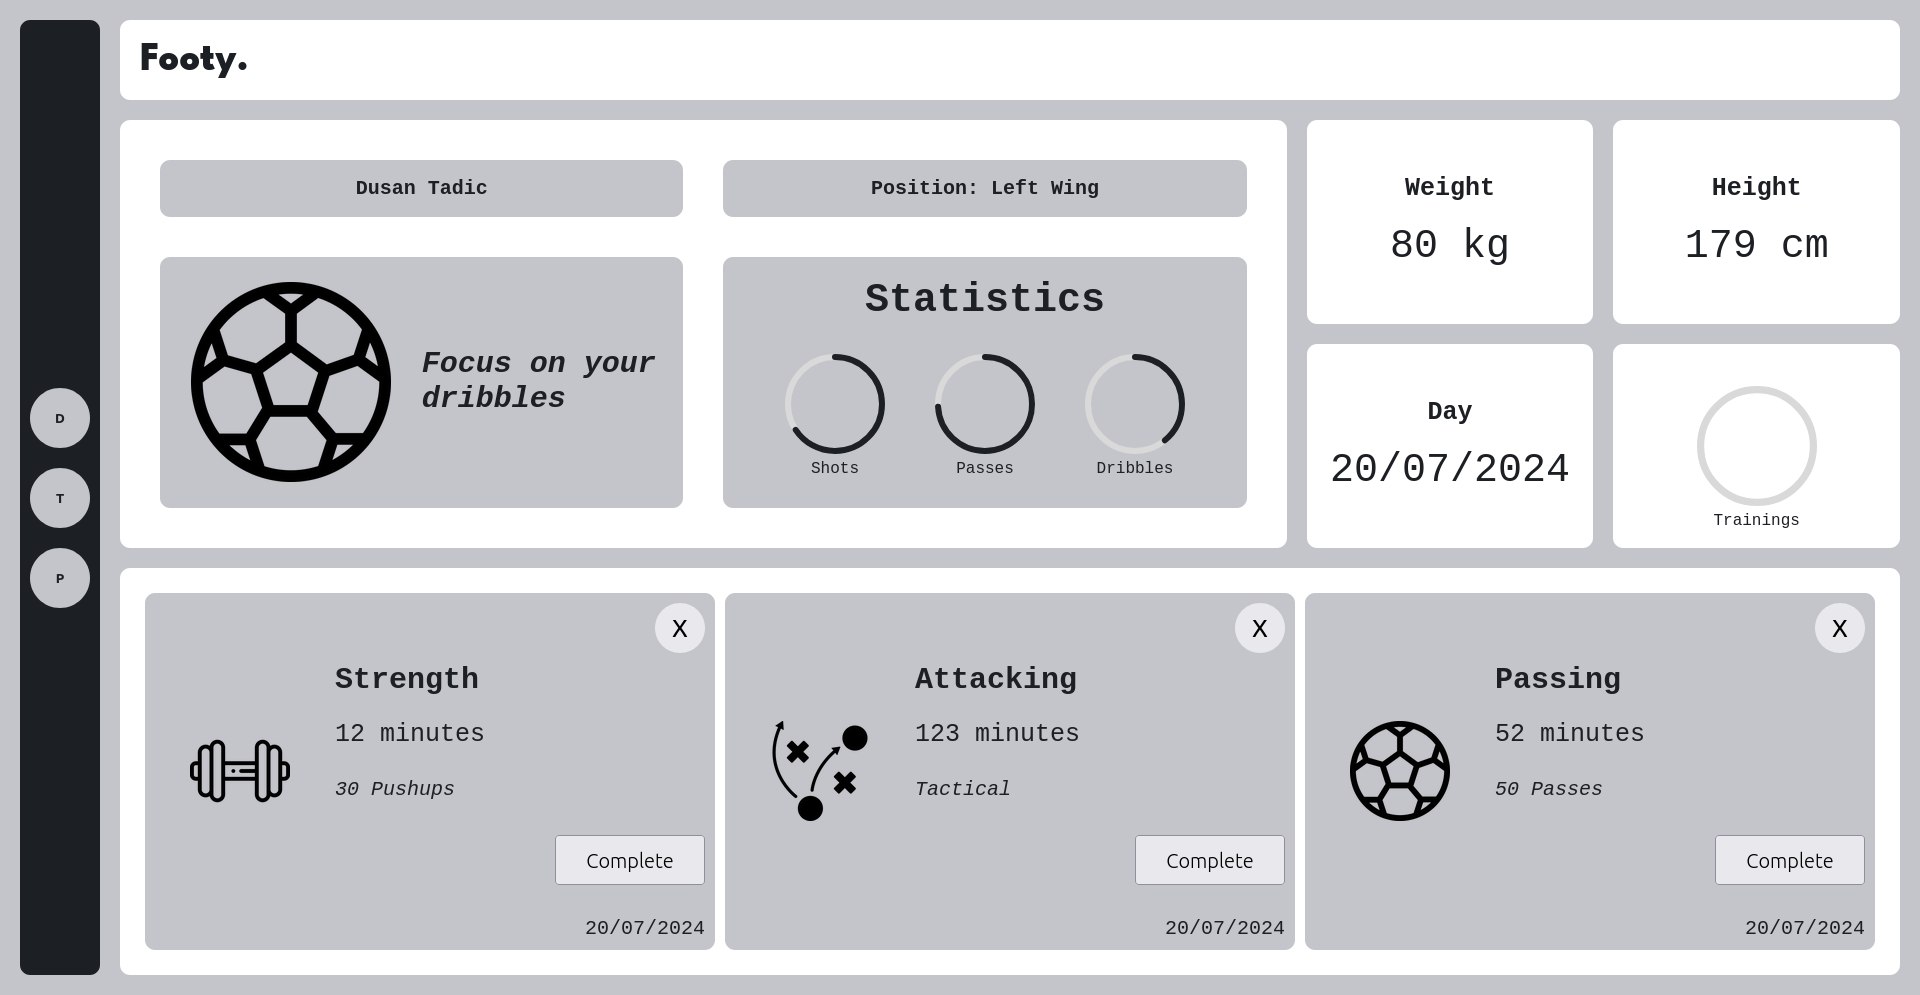 Footy.
D
T
P
Dusan Tadic
Position: Left Wing
Focus on your
dribbles
Statistics
Shots
Passes
Dribbles
Weight
80 kg
Height
179 cm
Day
20/07/2024
Trainings
X
Strength
12 minutes
30 Pushups
Complete
20/07/2024
X
Attacking
123 minutes
Tactical
Complete
20/07/2024
X
Passing
52 minutes
50 Passes
Complete
20/07/2024